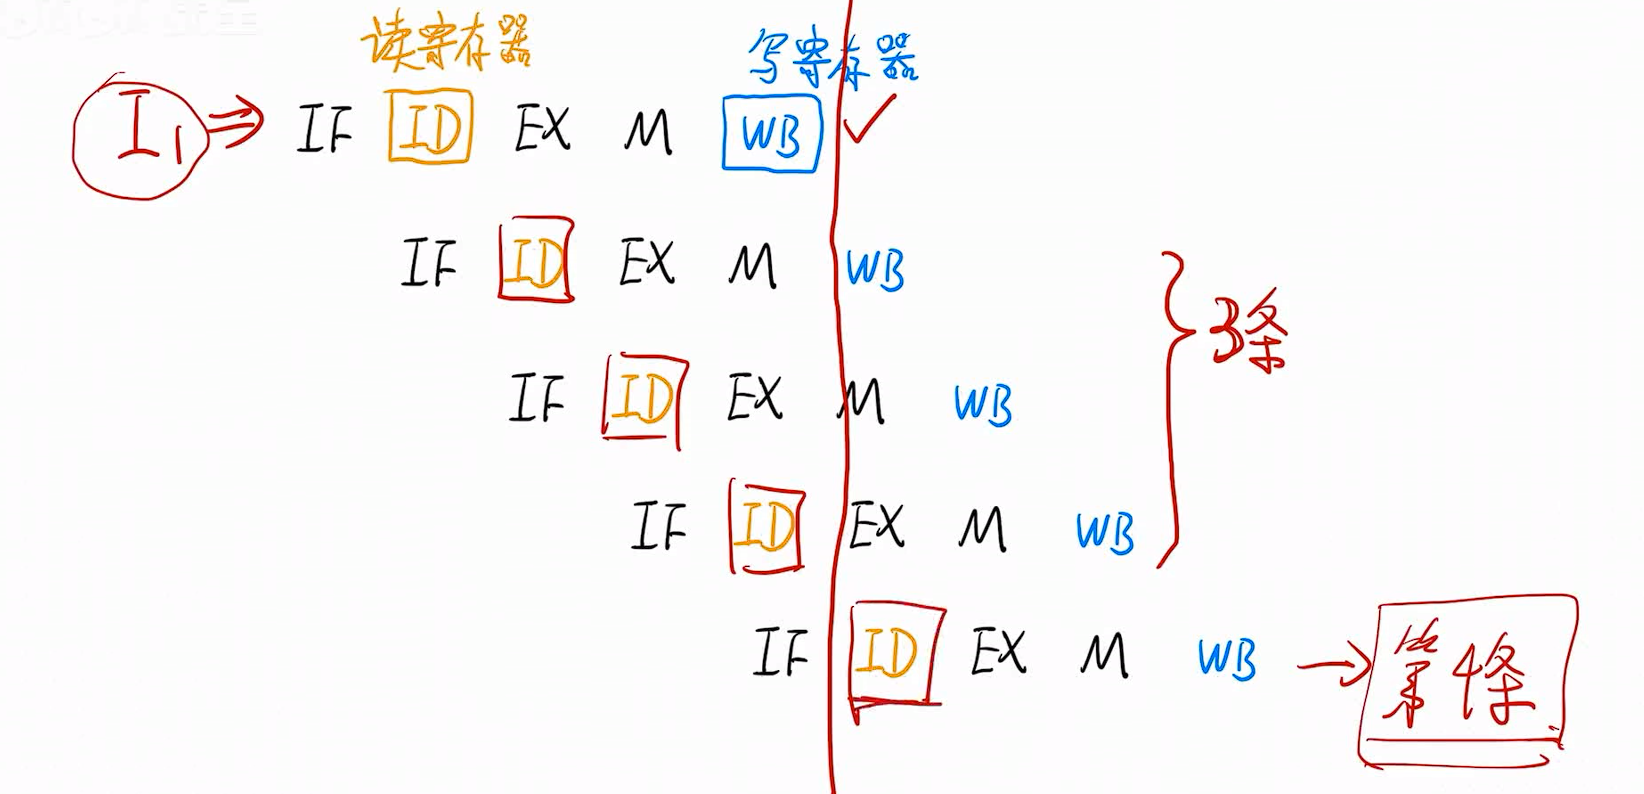 读寄存器 写寄存器
I₁ ⇒ IF ID EX M WB ✓
IF ID EX M WB
3条
IF ID EX M WB
IF ID EX M WB
IF ID EX M WB → 第4条